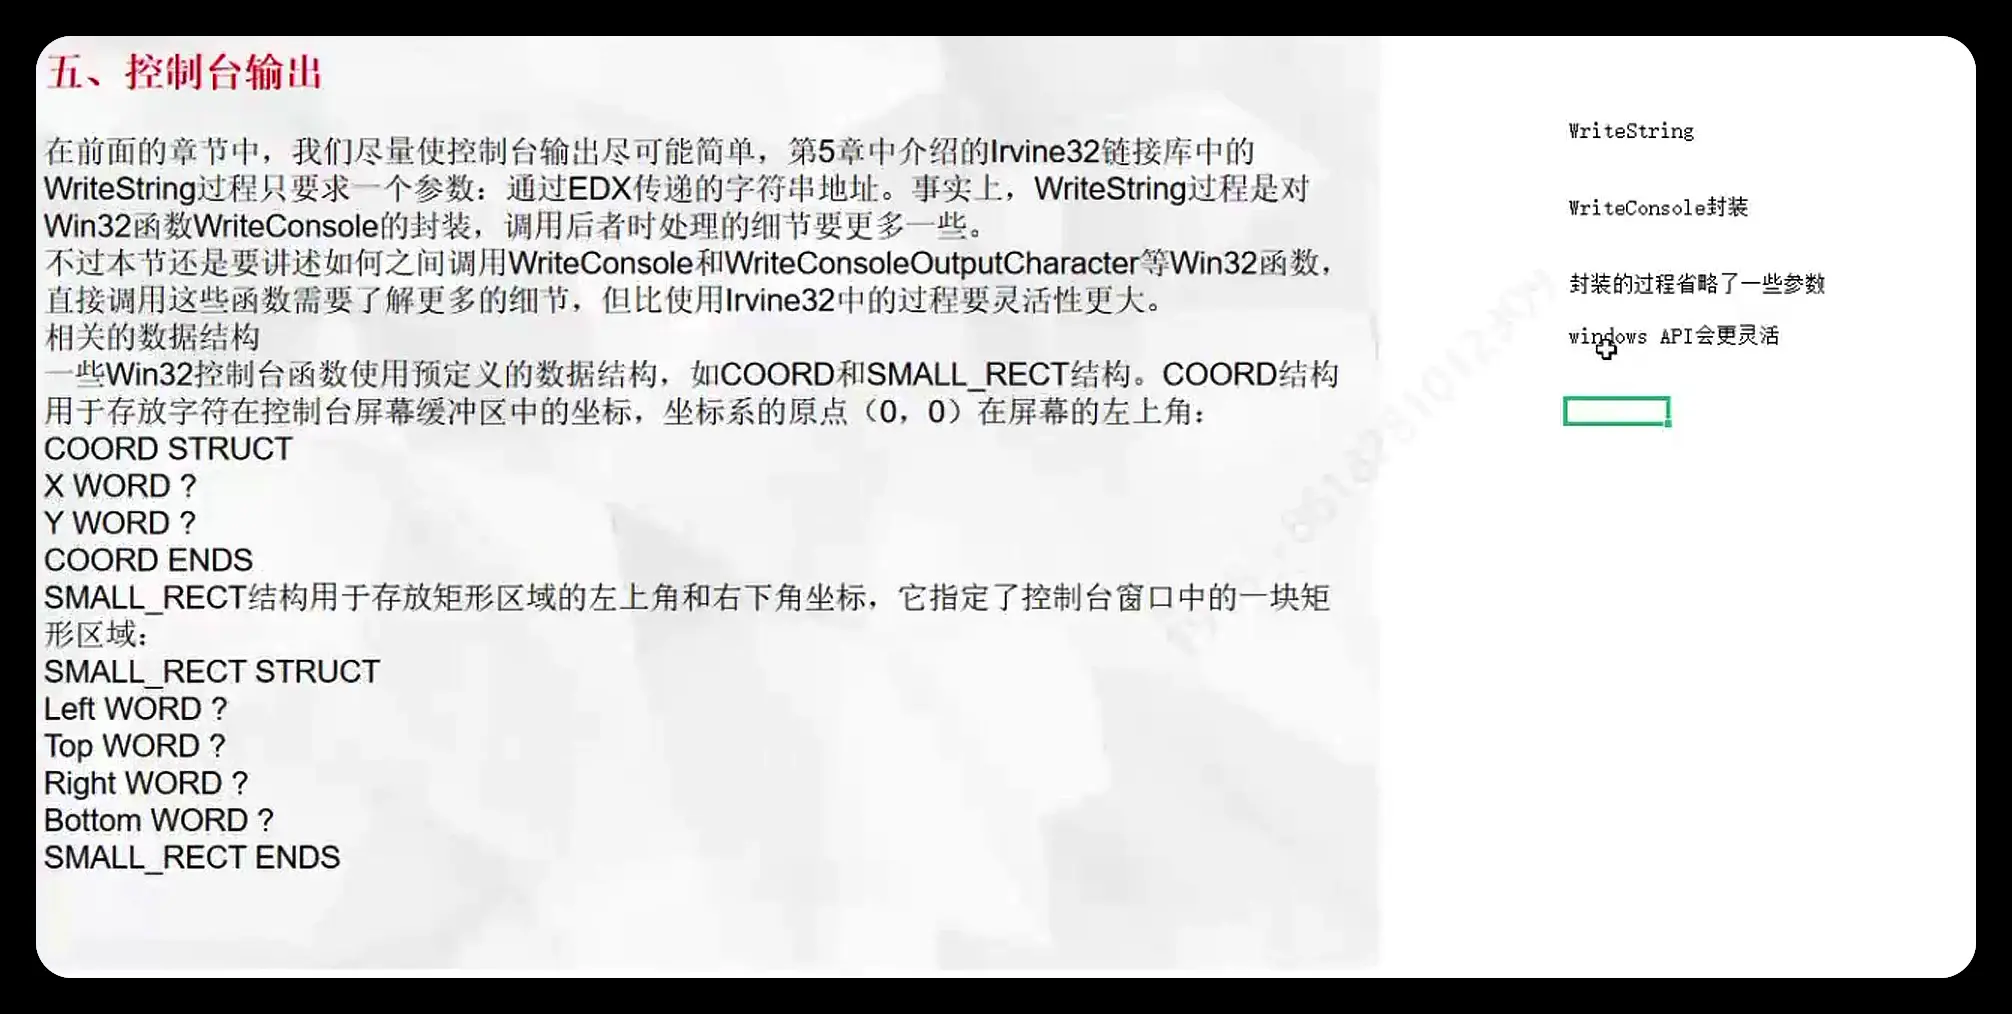 五、控制台输出
在前面的章节中，我们尽量使控制台输出尽可能简单，第5章中介绍的Irvine32链接库中的
WriteString过程只要求一个参数：通过EDX传递的字符串地址。事实上，WriteString过程是对
Win32函数WriteConsole的封装，调用后者时处理的细节要更多一些。
不过本节还是要讲述如何之间调用WriteConsole和WriteConsoleOutputCharacter等Win32函数，
直接调用这些函数需要了解更多的细节，但比使用Irvine32中的过程要灵活性更大。
相关的数据结构
一些Win32控制台函数使用预定义的数据结构，如COORD和SMALL_RECT结构。COORD结构
用于存放字符在控制台屏幕缓冲区中的坐标，坐标系的原点（0，0）在屏幕的左上角：
COORD STRUCT
X WORD ?
Y WORD ?
COORD ENDS
SMALL_RECT结构用于存放矩形区域的左上角和右下角坐标，它指定了控制台窗口中的一块矩
形区域：
SMALL_RECT STRUCT
Left WORD ?
Top WORD ?
Right WORD ?
Bottom WORD ?
SMALL_RECT ENDS
WriteString
WriteConsole封装
封装的过程省略了一些参数
windows API会更灵活